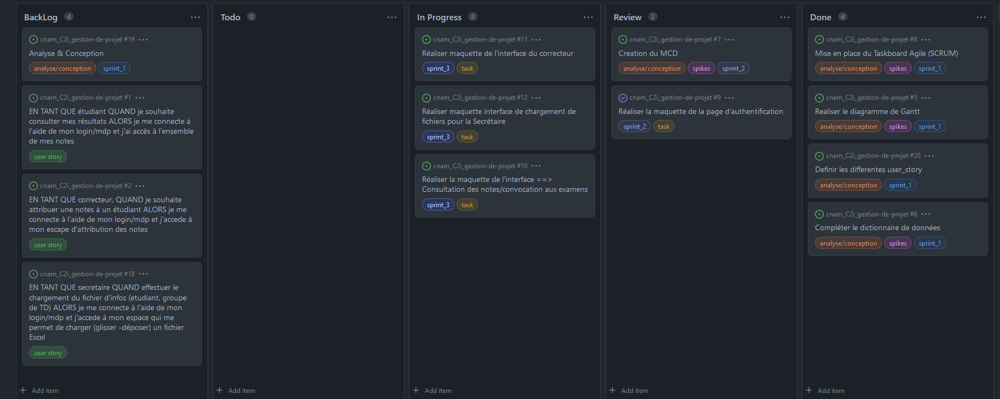 BackLog 4
cnam_C2i_gestion-de-projet #19
Analyse & Conception
analyse/conception sprint_1
cnam_C2i_gestion-de-projet #1
EN TANT QUE étudiant QUAND je souhaite
consulter mes résultats ALORS je me connecte à
l'aide de mon login/mdp et j'ai accès à l'ensemble
de mes notes
user story
cnam_C2i_gestion-de-projet #2
EN TANT QUE correcteur, QUAND je souhaite
attribuer une notes à un étudiant ALORS je me
connecte à l'aide de mon login/mdp et j'accede à
mon escape d'attribution des notes
user story
cnam_C2i_gestion-de-projet #18
EN TANT QUE secretaire QUAND effectuer le
chargement du fichier d'infos (etudiant, groupe
de TD) ALORS je me connecte à l'aide de mon
login/mdp et j'accede à mon espace qui me
permet de charger (glisser -déposer) un fichier
Excel
user story
Add item
Todo 0
Add item
In Progress 3
cnam_C2i_gestion-de-projet #11
Réaliser maquette de l'interface du correcteur
sprint_3 task
cnam_C2i_gestion-de-projet #12
Réaliser maquette interface de chargement de
fichiers pour la Secrétaire
sprint_3 task
cnam_C2i_gestion-de-projet #10
Réaliser la maquette de l'interface ==>
Consultation des notes/convocation aux examens
sprint_3 task
Add item
Review 2
cnam_C2i_gestion-de-projet #7
Creation du MCD
analyse/conception spikes sprint_2
cnam_C2i_gestion-de-projet #9
Réaliser la maquette de la page d'authentification
sprint_2 task
Add item
Done 4
cnam_C2i_gestion-de-projet #8
Mise en place du Taskboard Agile (SCRUM)
analyse/conception spikes sprint_1
cnam_C2i_gestion-de-projet #5
Realiser le diagramme de Gantt
analyse/conception spikes sprint_1
cnam_C2i_gestion-de-projet #20
Definir les differentes user_story
analyse/conception sprint_1
cnam_C2i_gestion-de-projet #6
Compléter le dictionnaire de données
analyse/conception spikes sprint_1
Add item